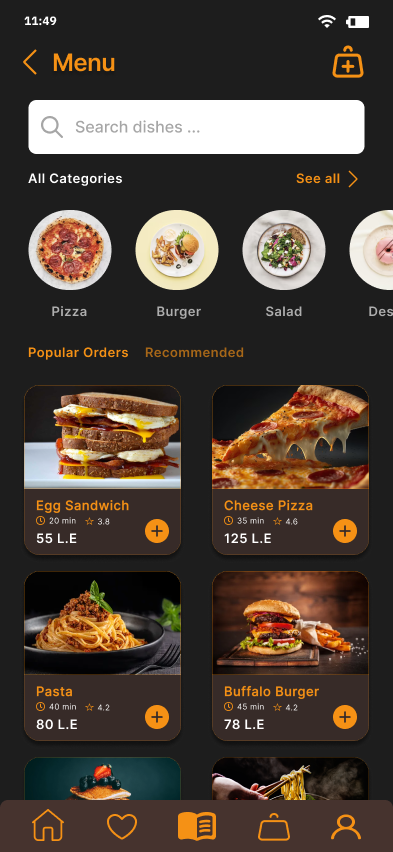 11:49
Menu
Search dishes ...
All Categories
See all
Pizza
Burger
Salad
Des
Popular Orders
Recommended
Egg Sandwich
20 min 3.8
55 L.E
Cheese Pizza
35 min 4.6
125 L.E
Pasta
40 min 4.2
80 L.E
Buffalo Burger
45 min 4.2
78 L.E